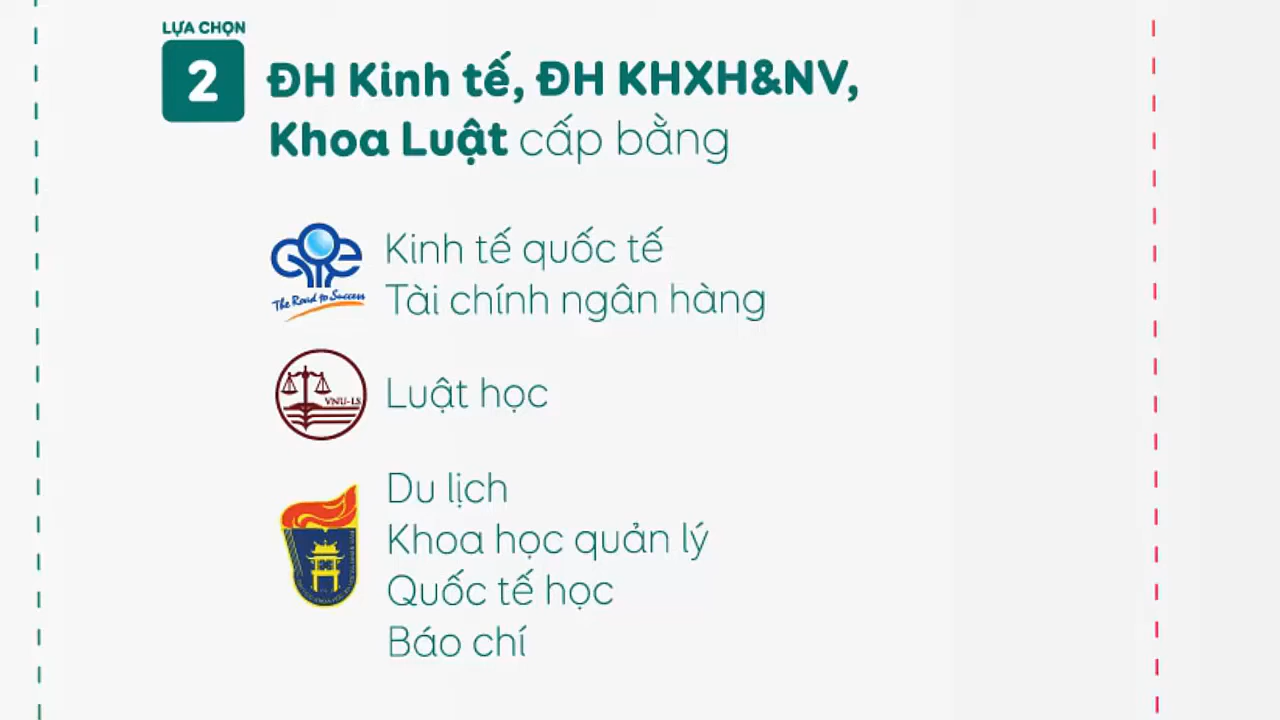 LỰA CHỌN
2
ĐH Kinh tế, ĐH KHXH&NV,
Khoa Luật cấp bằng
Kinh tế quốc tế
The Road to Success
Tài chính ngân hàng
VNU-LS
Luật học
Du lịch
Khoa học quản lý
Quốc tế học
Báo chí